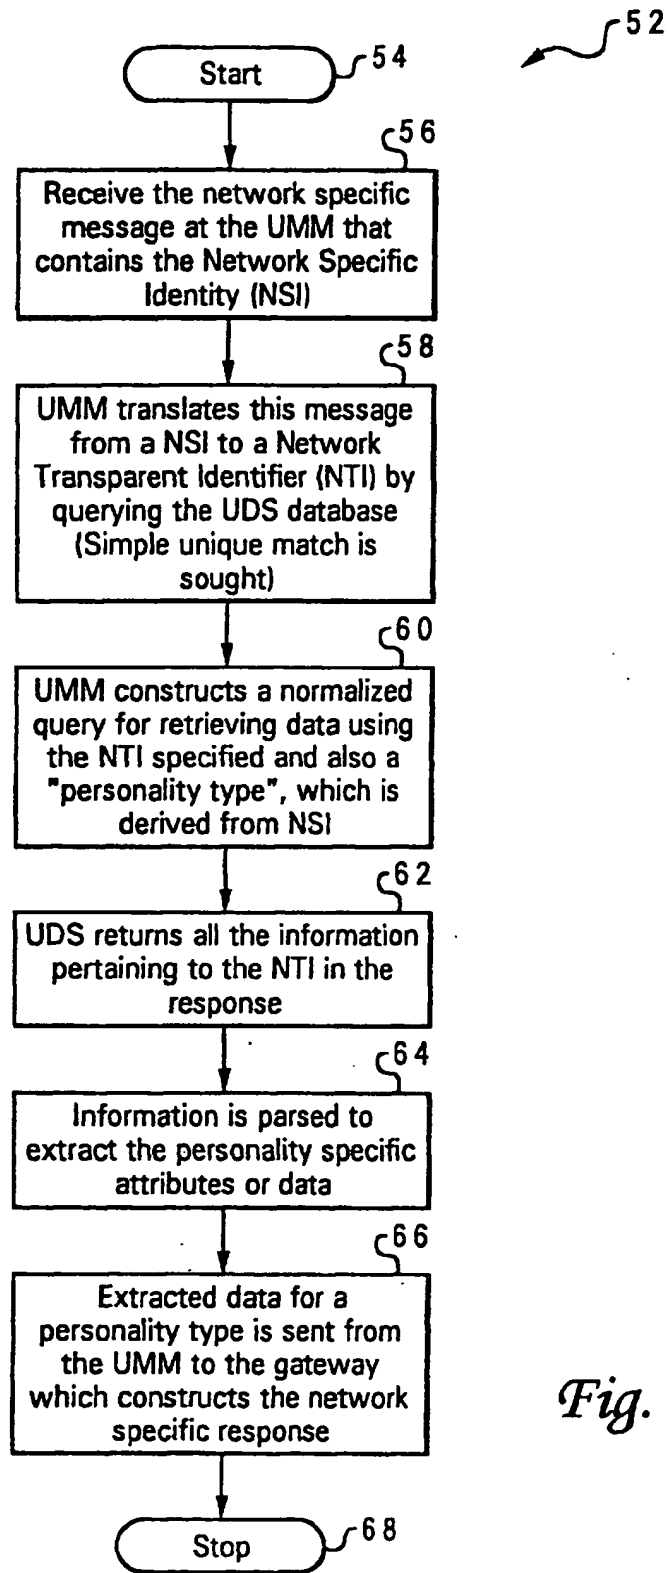 52
Start
54
56
Receive the network specific
message at the UMM that
contains the Network Specific
Identity (NSI)
58
UMM translates this message
from a NSI to a Network
Transparent Identifier (NTI) by
querying the UDS database
(Simple unique match is
sought)
60
UMM constructs a normalized
query for retrieving data using
the NTI specified and also a
"personality type", which is
derived from NSI
62
UDS returns all the information
pertaining to the NTI in the
response
64
Information is parsed to
extract the personality specific
attributes or data
66
Extracted data for a
personality type is sent from
the UMM to the gateway
which constructs the network
specific response
Fig.
Stop
68